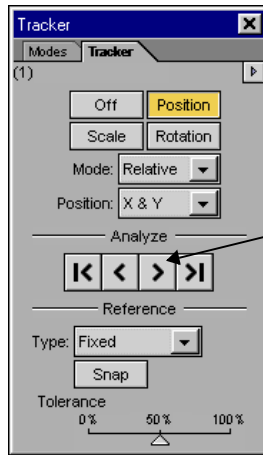 Tracker
Modes Tracker
(1)
Off Position
Scale Rotation
Mode: Relative
Position: X & Y
Analyze
Reference
Type: Fixed
Snap
Tolerance
0% 50% 100%